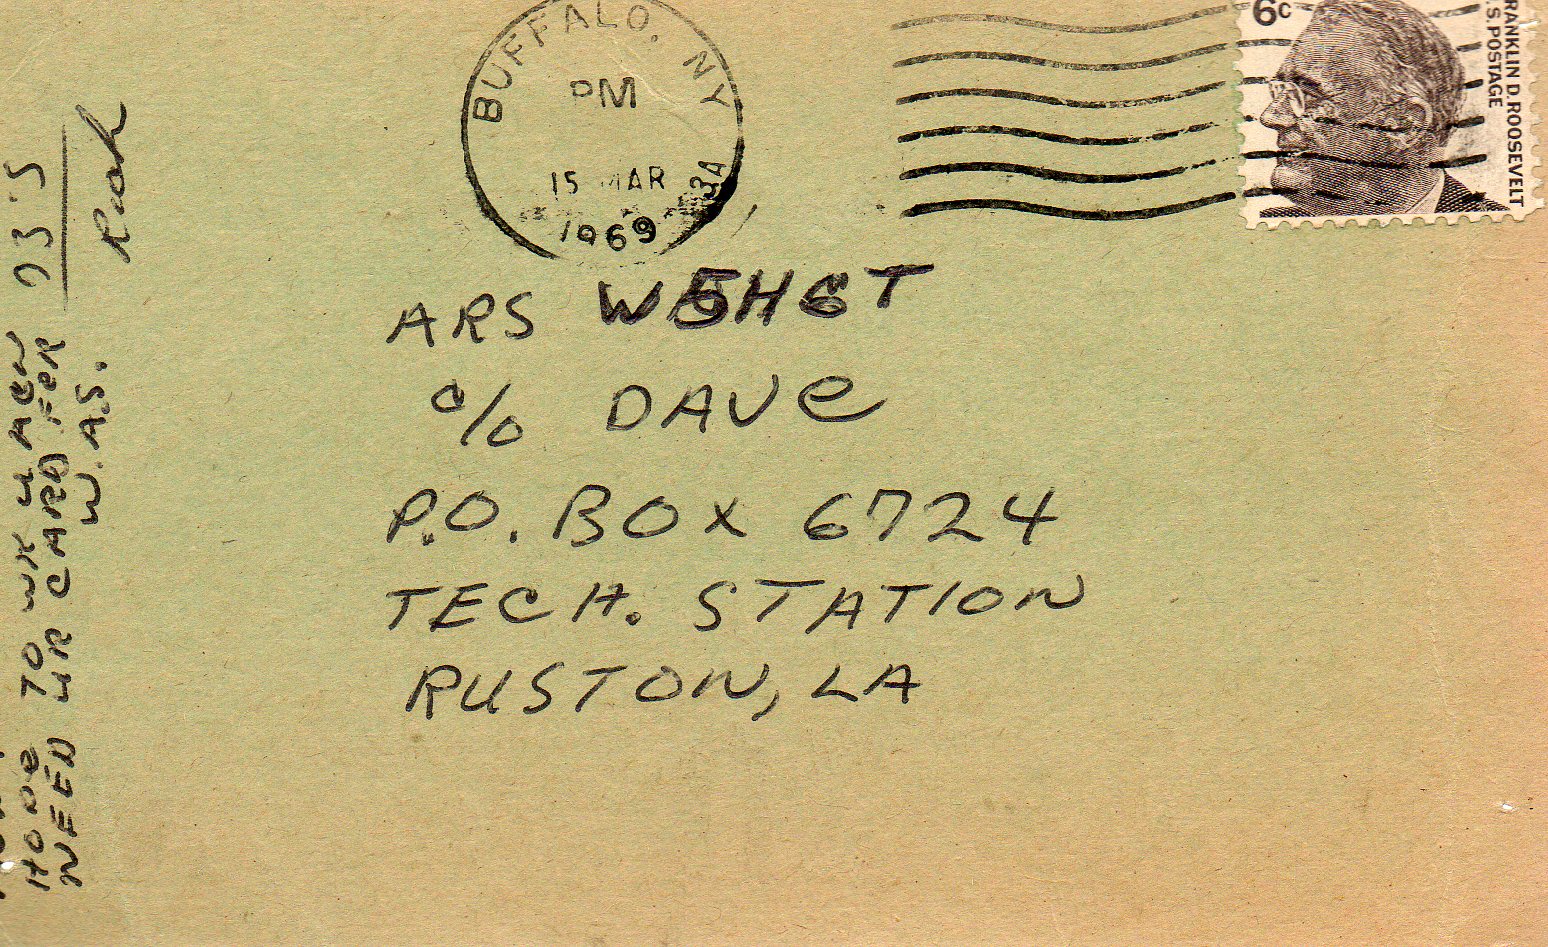 BUFFALO, NY
PM
15 MAR
1969
3A
6c
FRANKLIN D. ROOSEVELT
U.S. POSTAGE
ARS W5HGT
c/o DAVE
P.O. BOX 6724
TECH. STATION
RUSTON, LA
HOPE TO WK U AGN
NEED UR CARD FOR
W.A.S.
73'S